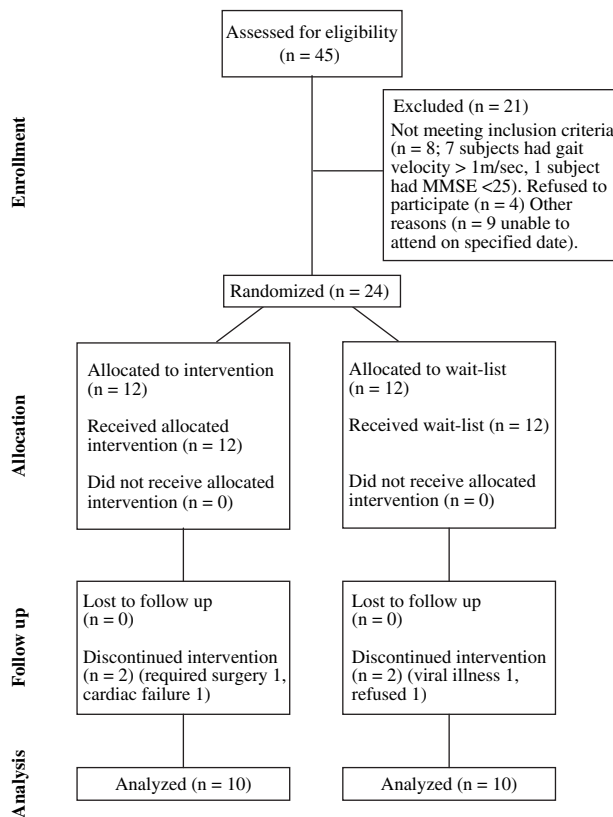 Assessed for eligibility
(n = 45)
Enrollment
Excluded (n = 21)
Not meeting inclusion criteria
(n = 8; 7 subjects had gait
velocity > 1m/sec, 1 subject
had MMSE <25). Refused to
participate (n = 4) Other
reasons (n = 9 unable to
attend on specified date).
Randomized (n = 24)
Allocation
Allocated to intervention
(n = 12)
Received allocated
intervention (n = 12)
Did not receive allocated
intervention (n = 0)
Allocated to wait-list
(n = 12)
Received wait-list (n = 12)
Did not receive allocated
intervention (n = 0)
Follow up
Lost to follow up
(n = 0)
Discontinued intervention
(n = 2) (required surgery 1,
cardiac failure 1)
Lost to follow up
(n = 0)
Discontinued intervention
(n = 2) (viral illness 1,
refused 1)
Analysis
Analyzed (n = 10)
Analyzed (n = 10)